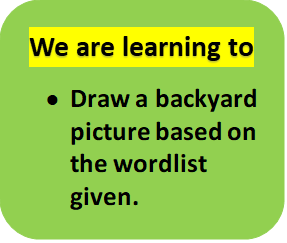 We are learning to
• Draw a backyard
picture based on
the wordlist
given.